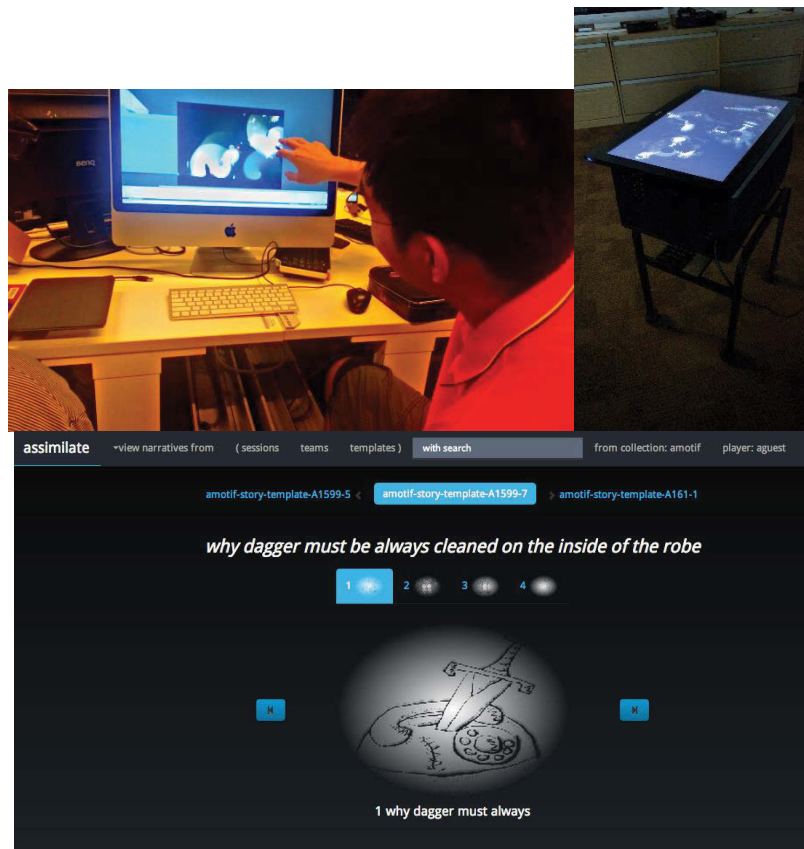 BenQ
assimilate view narratives from ( sessions teams templates ) with search from collection: amotif player: aguest
amotif-story-template-A1599-5 amotif-story-template-A1599-7 amotif-story-template-A161-1
why dagger must be always cleaned on the inside of the robe
1 2 3 4
1 why dagger must always